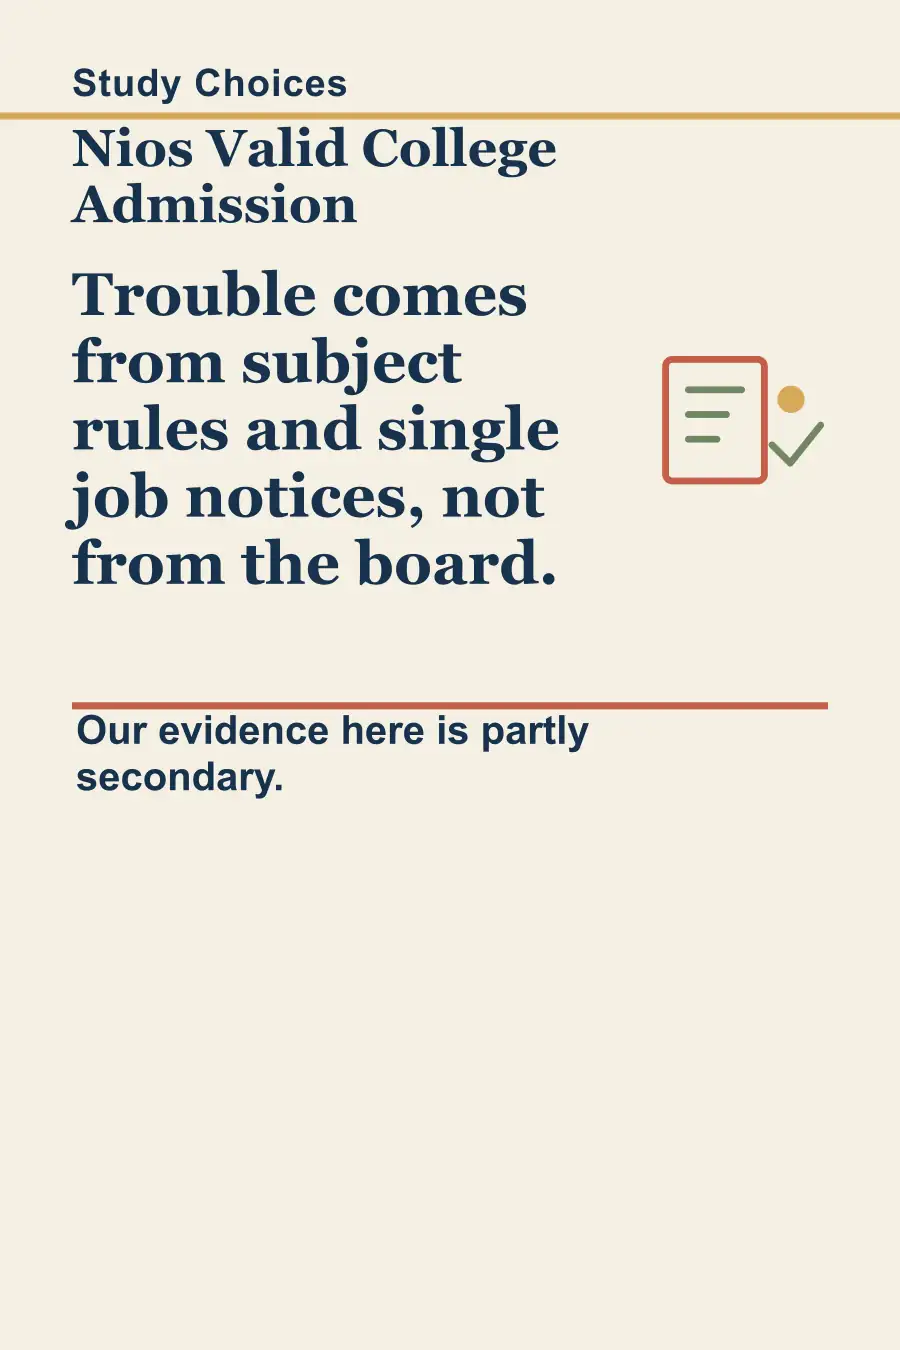 Study Choices
Nios Valid College
Admission
Trouble comes
from subject
rules and single
job notices, not
from the board.
Our evidence here is partly
secondary.